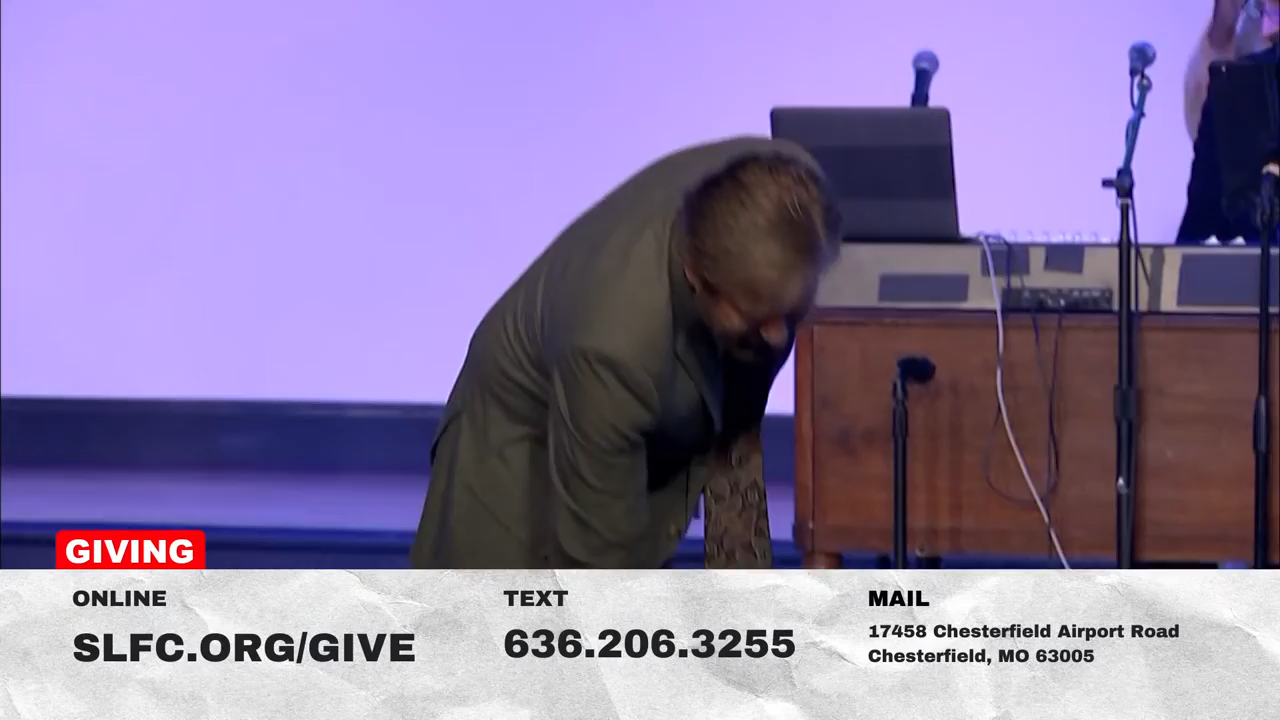 GIVING
ONLINE
SLFC.ORG/GIVE
TEXT
636.206.3255
MAIL
17458 Chesterfield Airport Road
Chesterfield, MO 63005